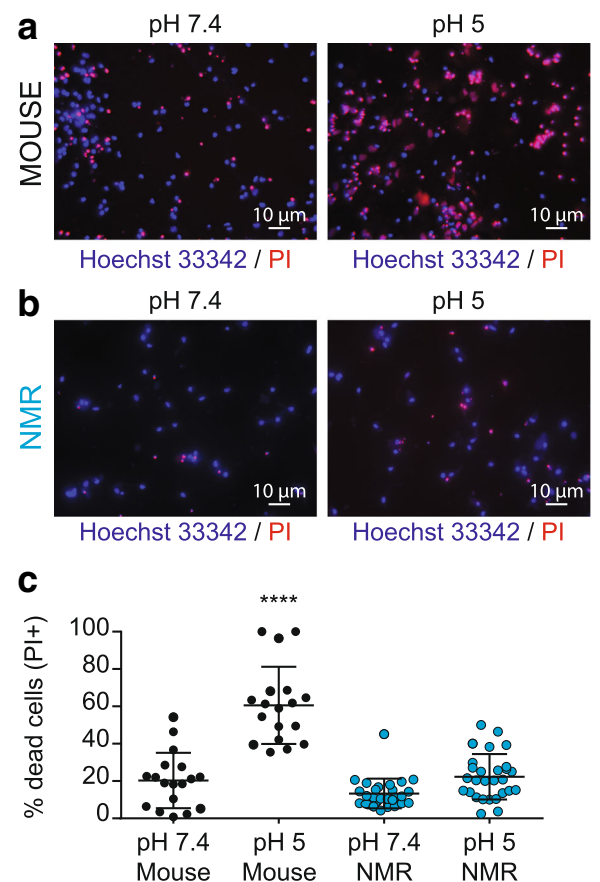 a
pH 7.4 pH 5
MOUSE
10 μm 10 μm
Hoechst 33342 / PI Hoechst 33342 / PI
b
pH 7.4 pH 5
NMR
10 μm 10 μm
Hoechst 33342 / PI Hoechst 33342 / PI
c
****
% dead cells (PI+)
100
80
60
40
20
0
pH 7.4 pH 5 pH 7.4 pH 5
Mouse Mouse NMR NMR